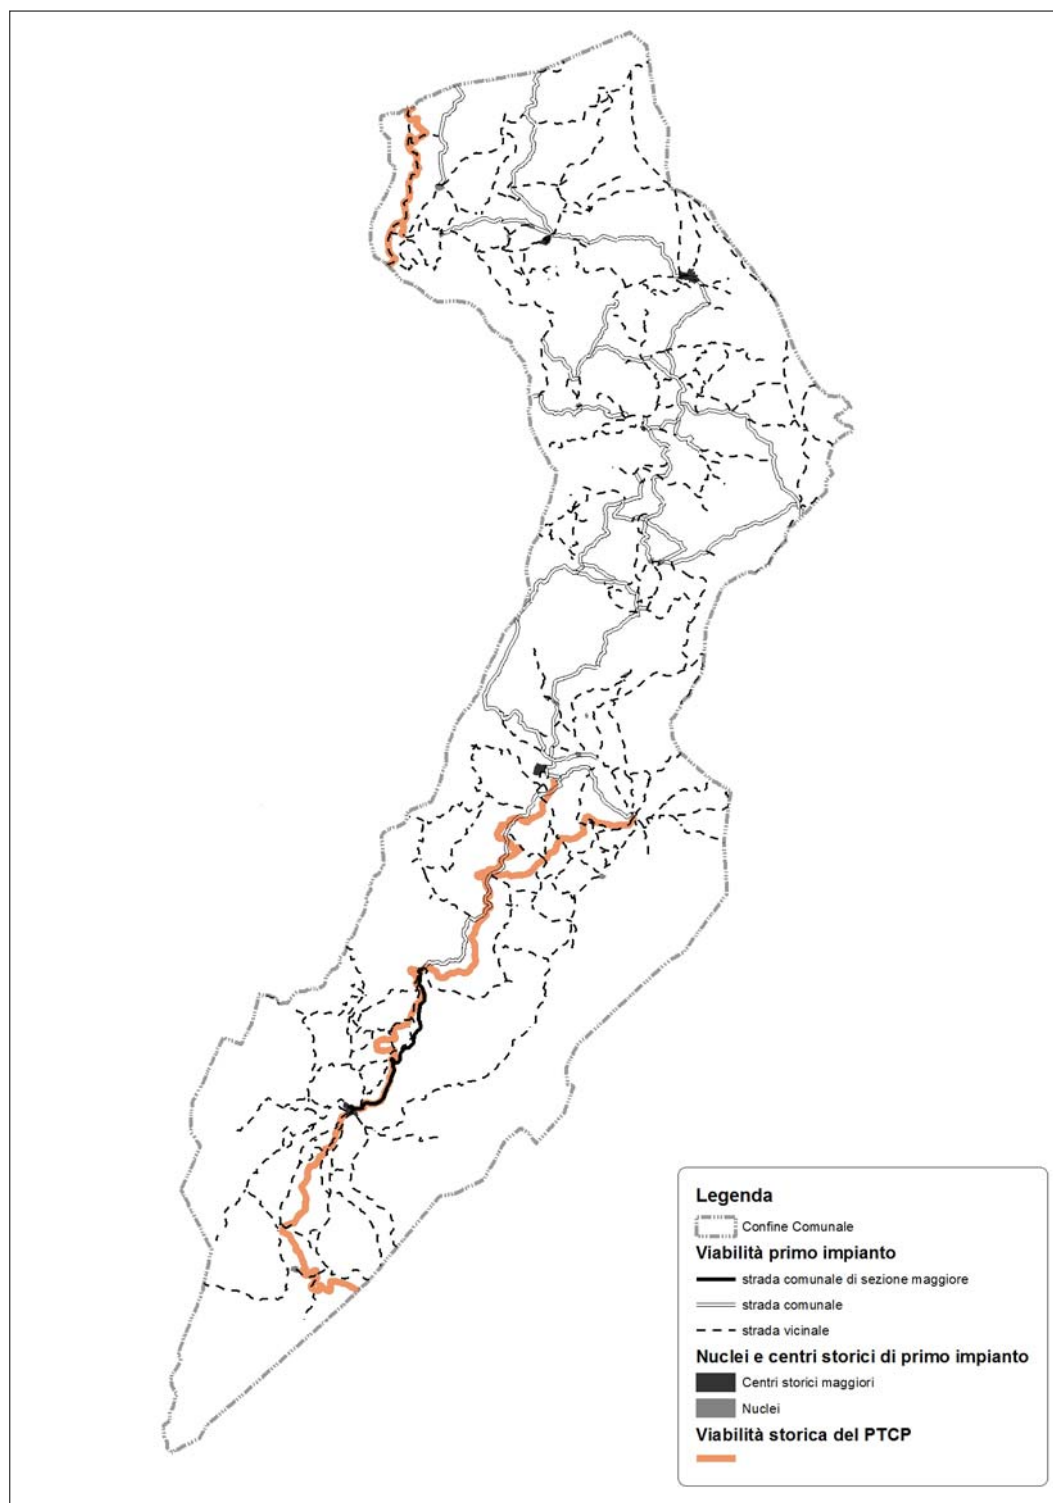 Legenda
Confine Comunale
Viabilità primo impianto
strada comunale di sezione maggiore
strada comunale
strada vicinale
Nuclei e centri storici di primo impianto
Centri storici maggiori
Nuclei
Viabilità storica del PTCP